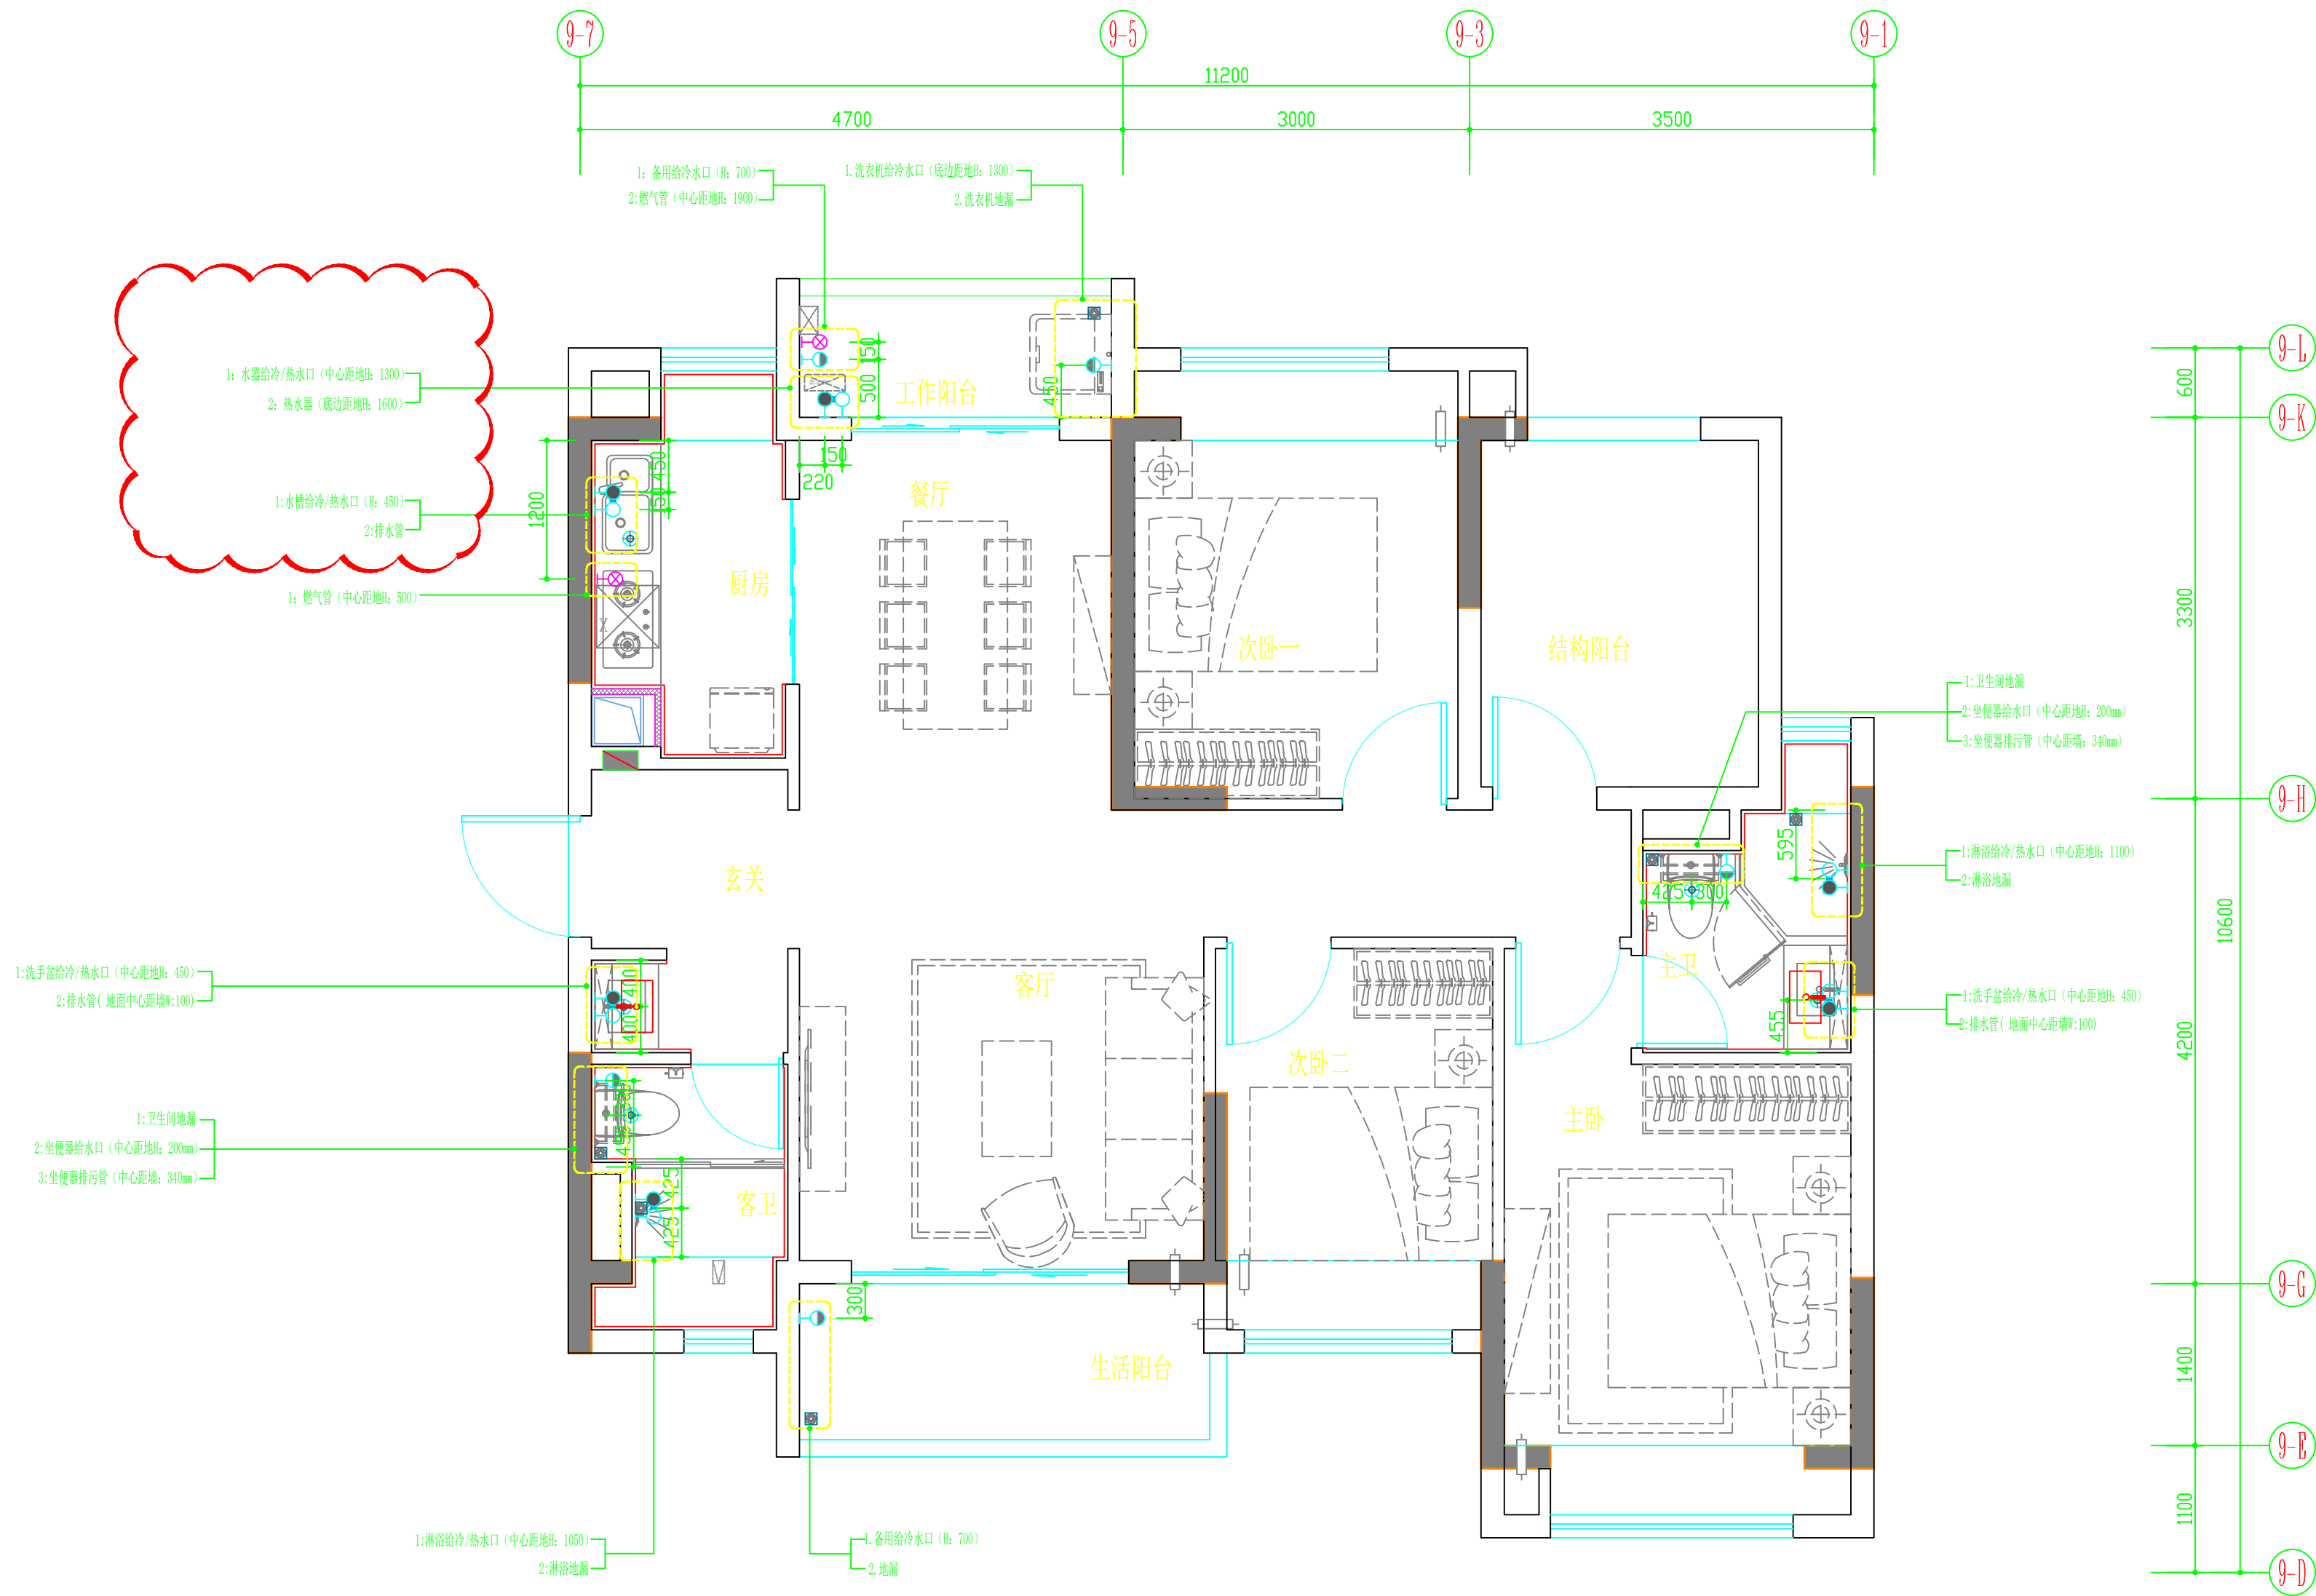 9-7
9-5
9-3
9-1
11200
4700
3000
3500
1: 备用给冷水口（H: 700）
2:燃气管（中心距地H: 1900）
1.洗衣机给冷水口（底边距地H: 1300）
2.洗衣机地漏
1: 水器给冷/热水口（中心距地H: 1300）
2: 热水器（底边距地H: 1600）
1:水槽给冷/热水口（H: 450）
2:排水管
1: 燃气管（中心距地H: 500）
150
500
工作阳台
450
9-L
600
9-K
450
150
1200
150
220
餐厅
厨房
次卧一
结构阳台
3300
1:卫生间地漏
2:坐便器给水口（中心距地H: 200mm）
3:坐便器排污管（中心距墙: 340mm）
9-H
595
1:淋浴给冷/热水口（中心距地H: 1100）
2:淋浴地漏
425
300
玄关
10600
主卫
客厅
1:洗手盆给冷/热水口（中心距地H: 450）
2:排水管( 地面中心距墙W:100)
400
400
1:洗手盆给冷/热水口（中心距地H: 450）
2:排水管( 地面中心距墙W:100)
455
4200
次卧二
主卧
1:卫生间地漏
2:坐便器给水口（中心距地H: 200mm）
3:坐便器排污管（中心距墙: 340mm）
425
425
客卫
9-G
300
生活阳台
1400
9-E
1100
1:淋浴给冷/热水口（中心距地H: 1050）
2:淋浴地漏
1.备用给冷水口（H: 700）
2.地漏
9-D